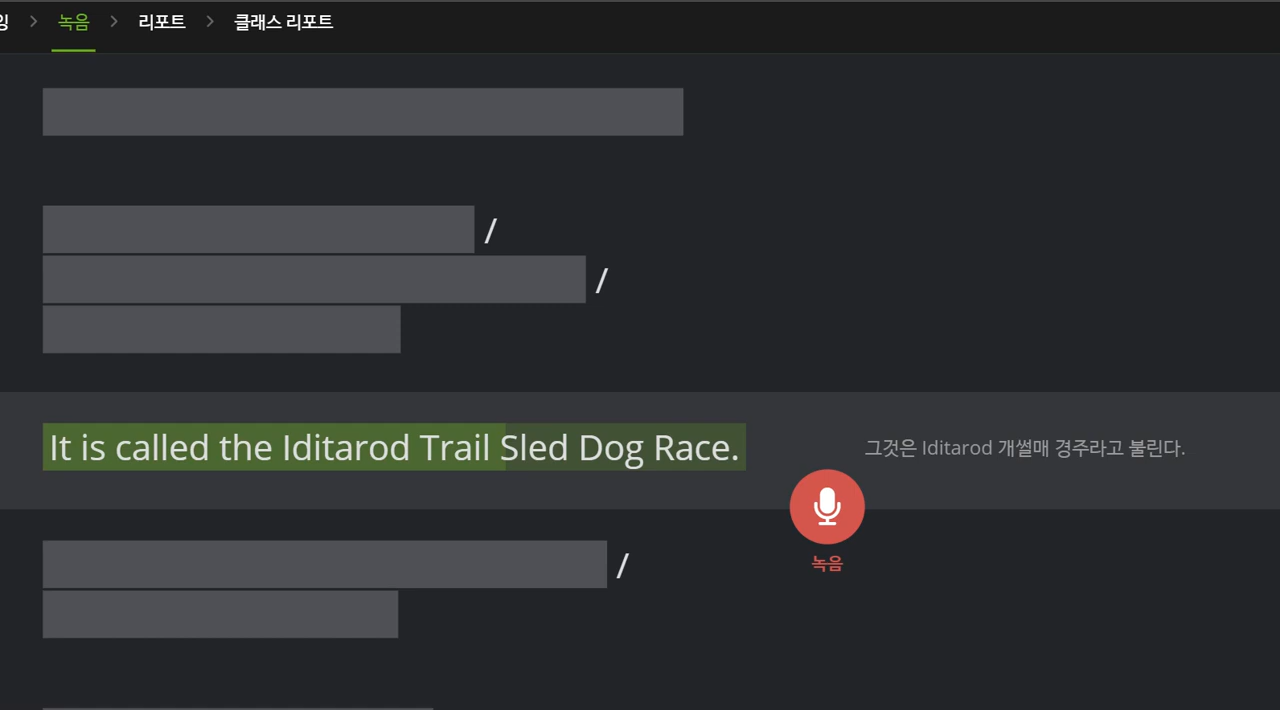 녹음 > 리포트 > 클래스 리포트
/
/
It is called the Iditarod Trail Sled Dog Race.
그것은 Iditarod 개썰매 경주라고 불린다.
녹음
/